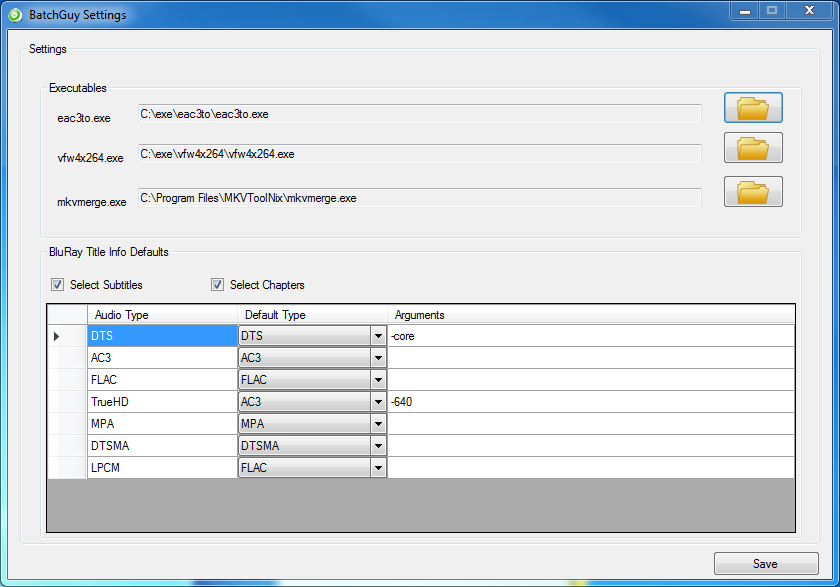 BatchGuy Settings
Settings
Executables
eac3to.exe C:\exe\eac3to\eac3to.exe
vfw4x264.exe C:\exe\vfw4x264\vfw4x264.exe
mkvmerge.exe C:\Program Files\MKVToolNix\mkvmerge.exe
BluRay Title Info Defaults
Select Subtitles Select Chapters
Audio Type Default Type Arguments
DTS DTS -core
AC3 AC3
FLAC FLAC
TrueHD AC3 -640
MPA MPA
DTSMA DTSMA
LPCM FLAC
Save